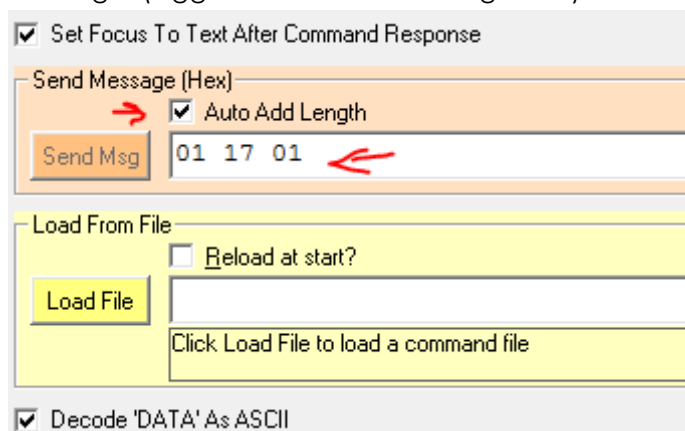 Set Focus To Text After Command Response
Send Message (Hex)
Auto Add Length
Send Msg
01 17 01
Load From File
Reload at start?
Load File
Click Load File to load a command file
Decode 'DATA' As ASCII